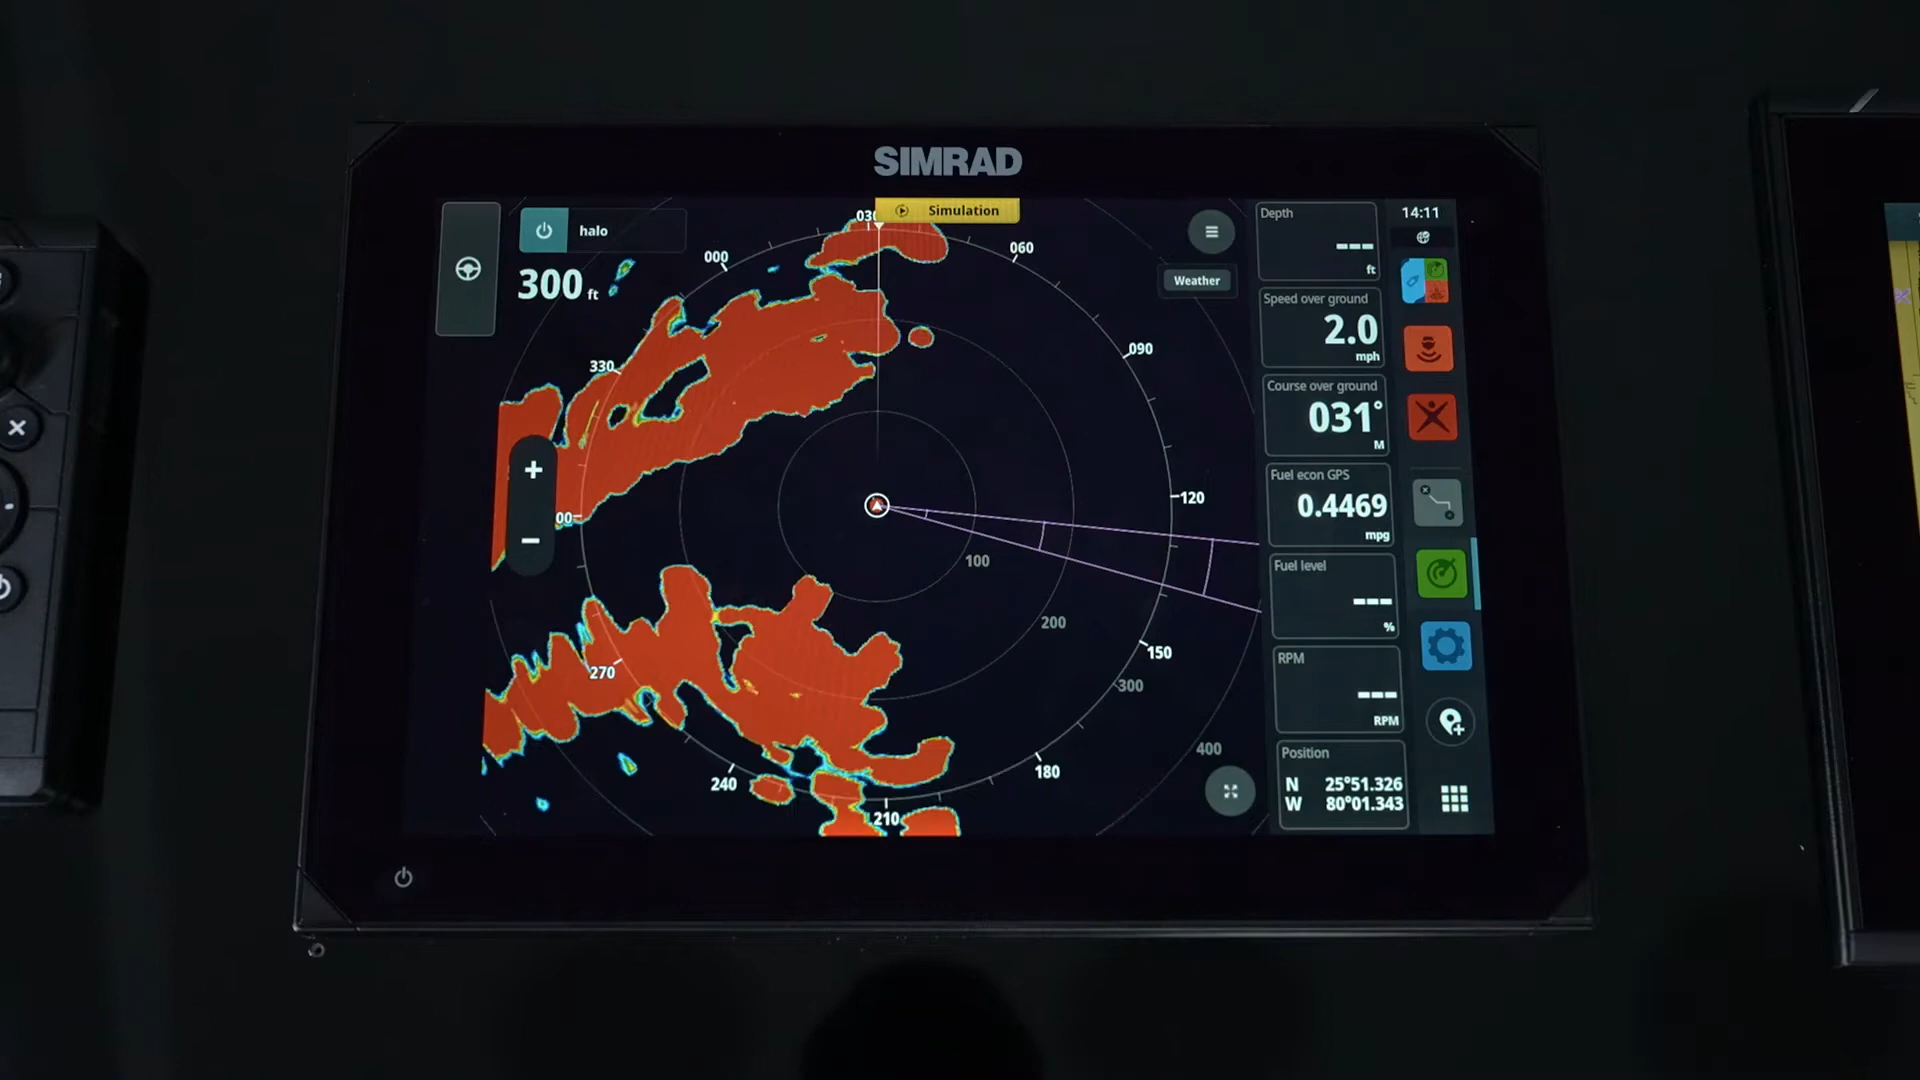 SIMRAD
Simulation
halo
300 ft
Weather
030
000
060
330
090
00
120
100
200
300
400
270
150
240
180
210
Depth
---
ft
Speed over ground
2.0
mph
Course over ground
031°
M
Fuel econ GPS
0.4469
mpg
Fuel level
---
%
RPM
---
RPM
Position
N 25°51.326
W 80°01.343
14:11